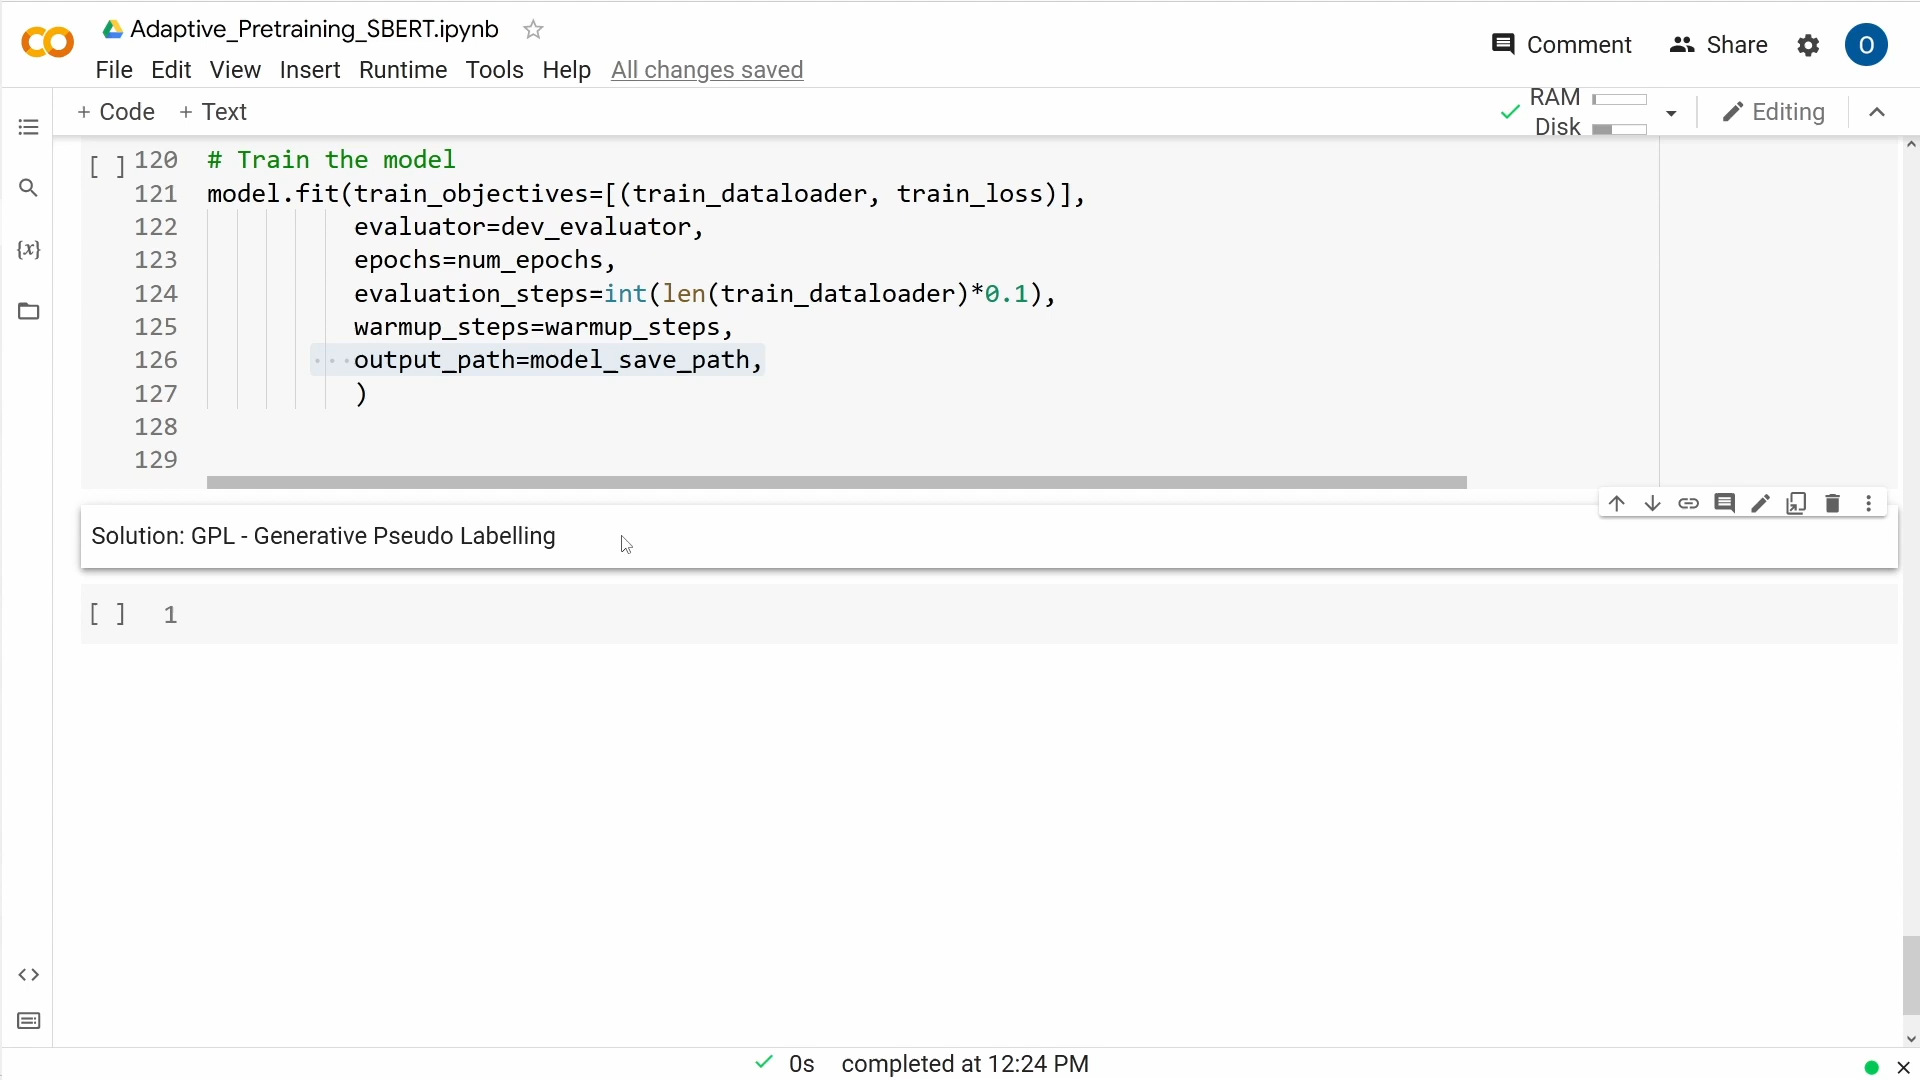 Adaptive_Pretraining_SBERT.ipynb
Comment Share O
File Edit View Insert Runtime Tools Help All changes saved
+ Code + Text
RAM
Disk
Editing
{x}
[ ] 120 # Train the model
121 model.fit(train_objectives=[(train_dataloader, train_loss)],
122 evaluator=dev_evaluator,
123 epochs=num_epochs,
124 evaluation_steps=int(len(train_dataloader)*0.1),
125 warmup_steps=warmup_steps,
126 output_path=model_save_path,
127 )
128
129
Solution: GPL - Generative Pseudo Labelling
[ ] 1
0s completed at 12:24 PM